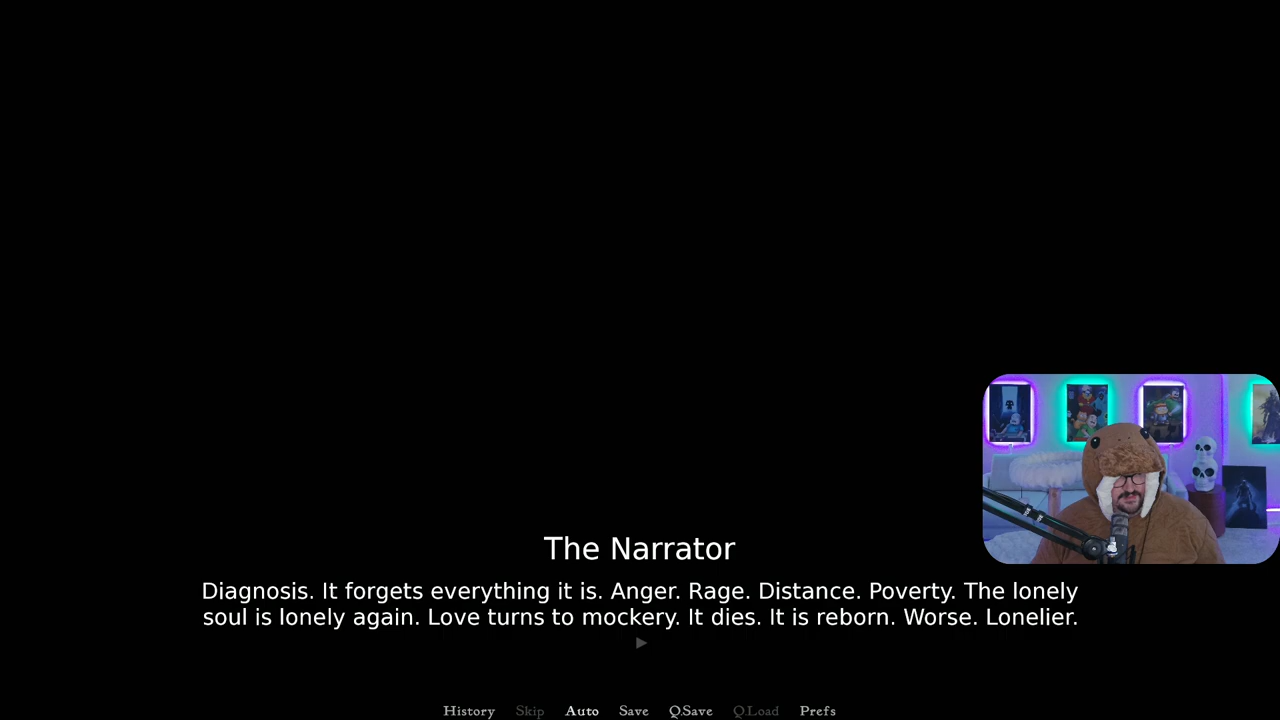 The Narrator
Diagnosis. It forgets everything it is. Anger. Rage. Distance. Poverty. The lonely
soul is lonely again. Love turns to mockery. It dies. It is reborn. Worse. Lonelier.
History Skip Auto Save Q.Save Q.Load Prefs